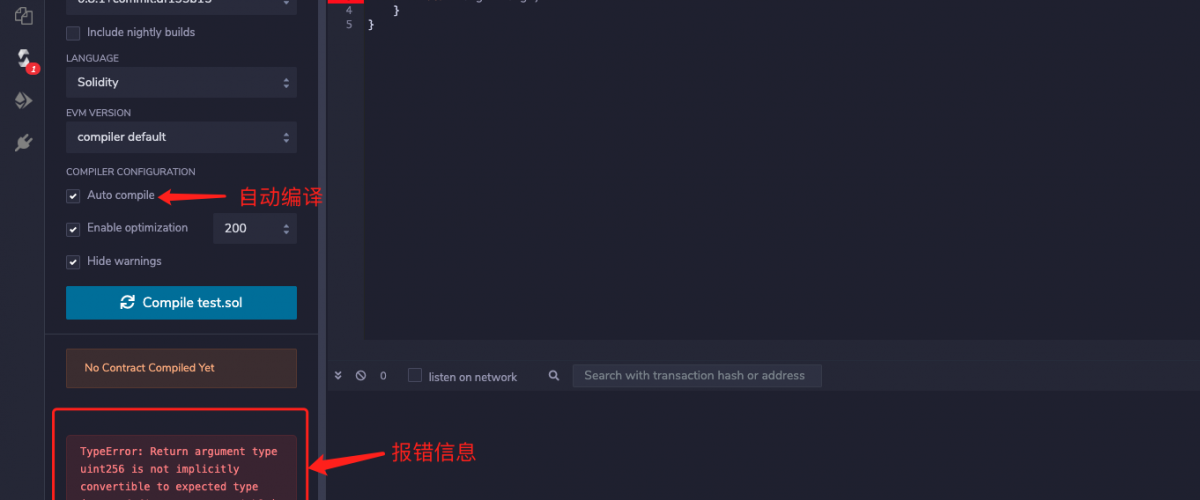 Include nightly builds
LANGUAGE
Solidity
EVM VERSION
compiler default
COMPILER CONFIGURATION
Auto compile
自动编译
Enable optimization
200
Hide warnings
Compile test.sol
No Contract Compiled Yet
TypeError: Return argument type
uint256 is not implicitly
convertible to expected type
报错信息
1
4 }
5 }
0
listen on network
Search with transaction hash or address